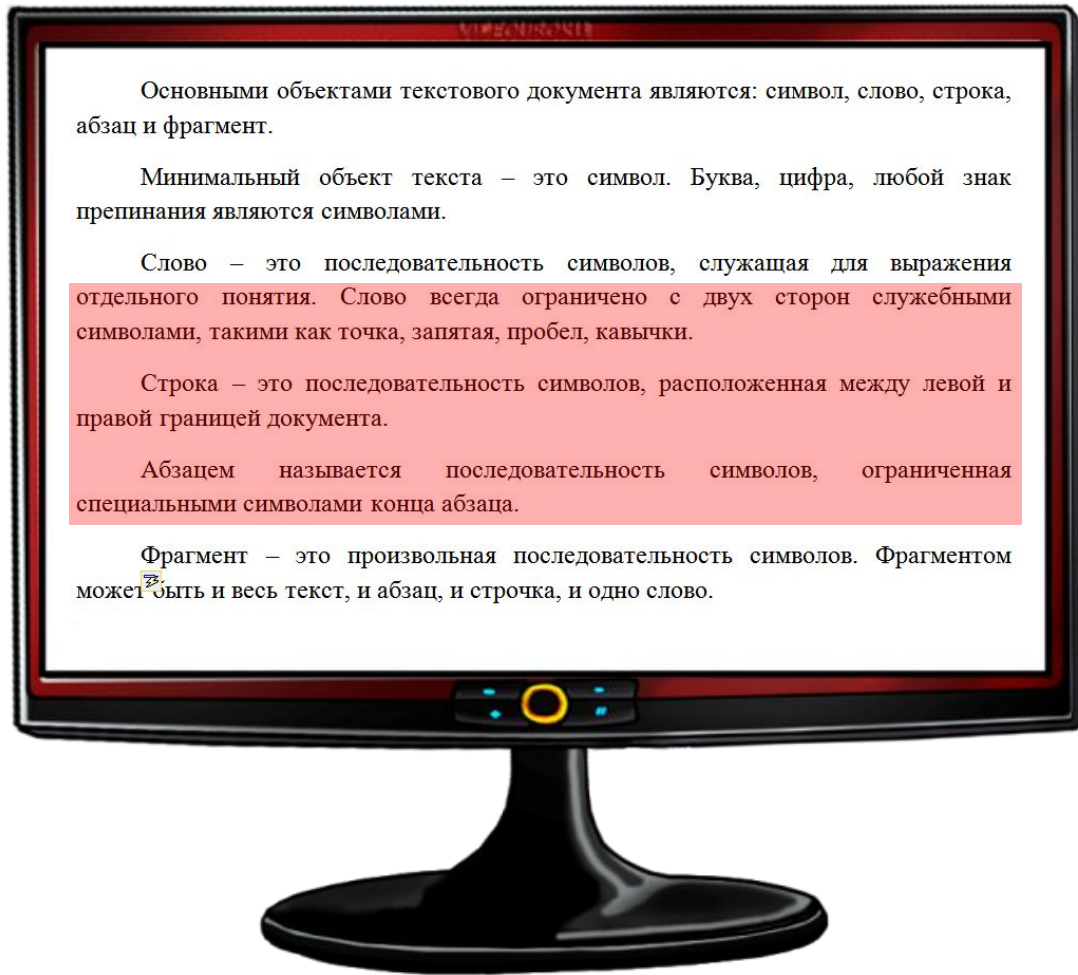 Основными объектами текстового документа являются: символ, слово, строка,
абзац и фрагмент.
Минимальный объект текста – это символ. Буква, цифра, любой знак
препинания являются символами.
Слово – это последовательность символов, служащая для выражения
отдельного понятия. Слово всегда ограничено с двух сторон служебными
символами, такими как точка, запятая, пробел, кавычки.
Строка – это последовательность символов, расположенная между левой и
правой границей документа.
Абзацем называется последовательность символов, ограниченная
специальными символами конца абзаца.
Фрагмент – это произвольная последовательность символов. Фрагментом
может быть и весь текст, и абзац, и строчка, и одно слово.